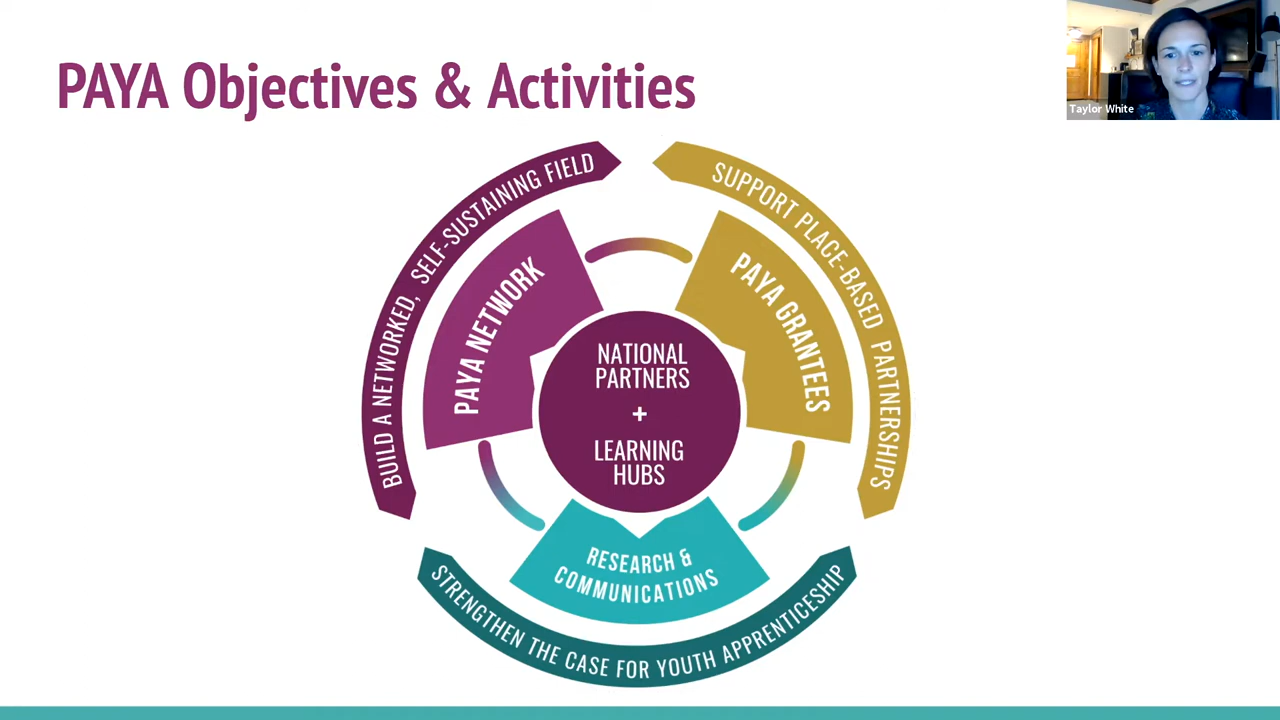 PAYA Objectives & Activities
Taylor White
BUILD A NETWORKED, SELF-SUSTAINING FIELD
SUPPORT PLACE-BASED PARTNERSHIPS
PAYA NETWORK
PAYA GRANTEES
NATIONAL
PARTNERS
+
LEARNING
HUBS
RESEARCH &
COMMUNICATIONS
STRENGTHEN THE CASE FOR YOUTH APPRENTICESHIP